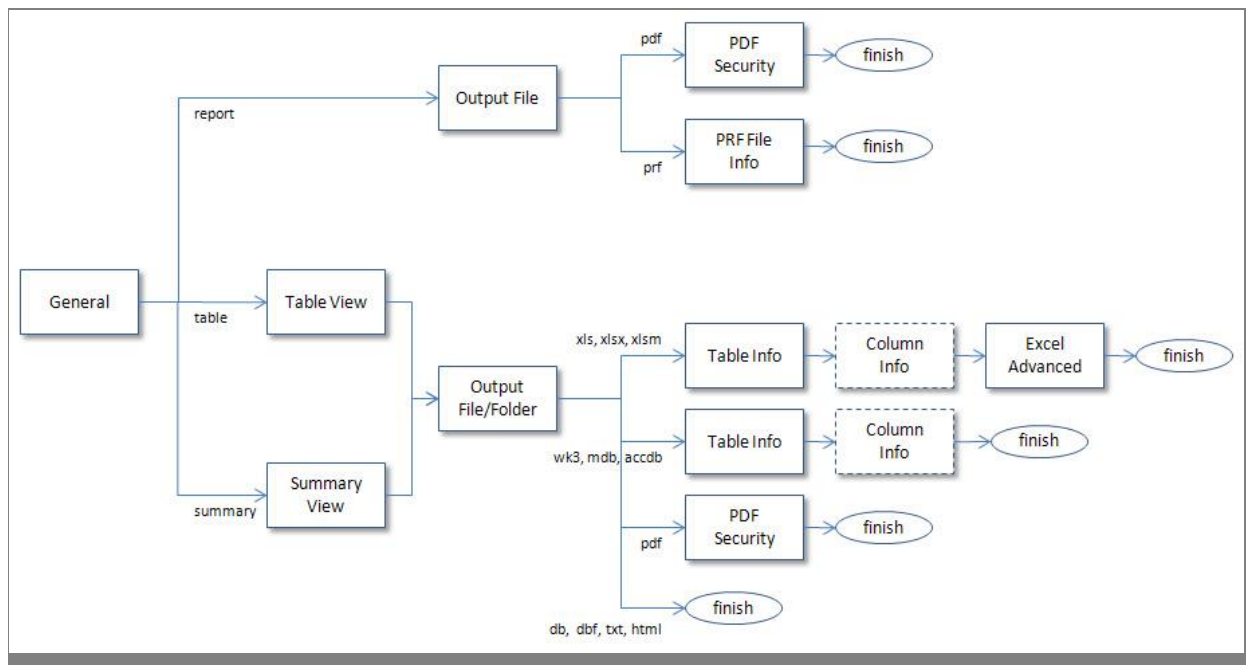 pdf
PDF
Security
finish
Output File
report
PRF File
Info
finish
prf
General
table
Table View
xls, xlsx, xlsm
Table Info
Column
Info
Excel
Advanced
finish
Output
File/Folder
wk3, mdb, accdb
Table Info
Column
Info
finish
summary
Summary
View
pdf
PDF
Security
finish
finish
db, dbf, txt, html